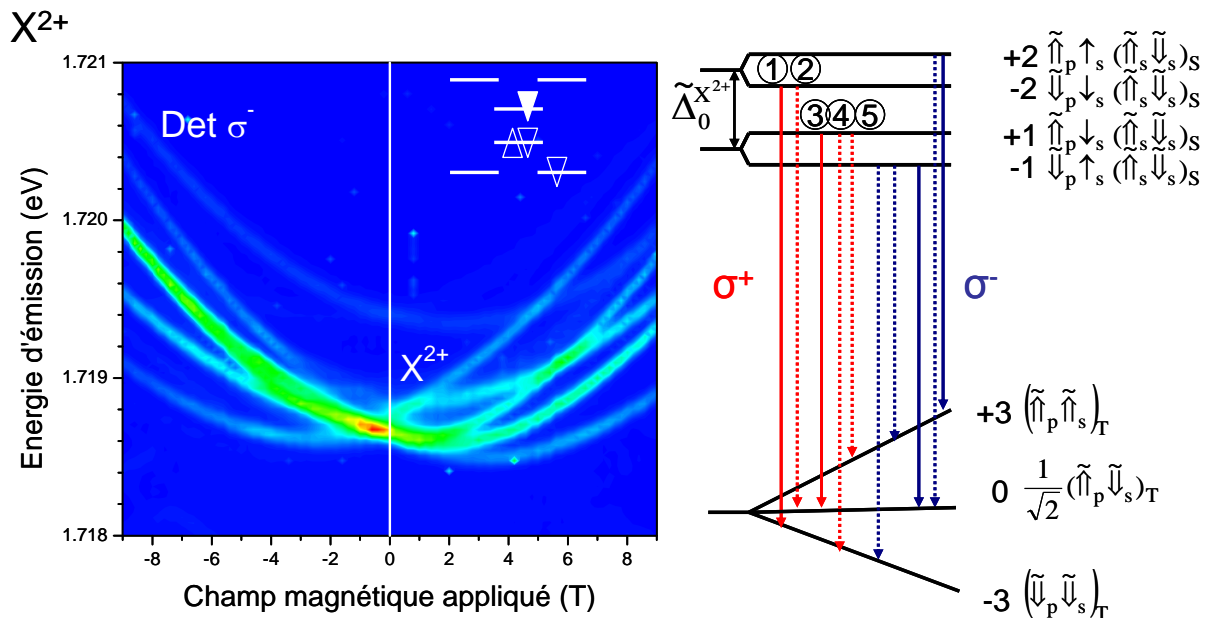 X²⁺
Det σ⁻
X²⁺
1.721
1.720
1.719
1.718
Energie d'émission (eV)
-8 -6 -4 -2 0 2 4 6 8
Champ magnétique appliqué (T)
Δ̃₀ˣ²⁺
① ②
③ ④ ⑤
+2 ⇑̃ₚ ↑ₛ (⇑̃ₛ ⇓̃ₛ)S
-2 ⇓̃ₚ ↓ₛ (⇑̃ₛ ⇓̃ₛ)S
+1 ⇑̃ₚ ↓ₛ (⇑̃ₛ ⇓̃ₛ)S
-1 ⇓̃ₚ ↑ₛ (⇑̃ₛ ⇓̃ₛ)S
σ⁺ σ⁻
+3 (⇑̃ₚ ⇑̃ₛ)T
0 1/√2 (⇑̃ₚ ⇓̃ₛ)T
-3 (⇓̃ₚ ⇓̃ₛ)T